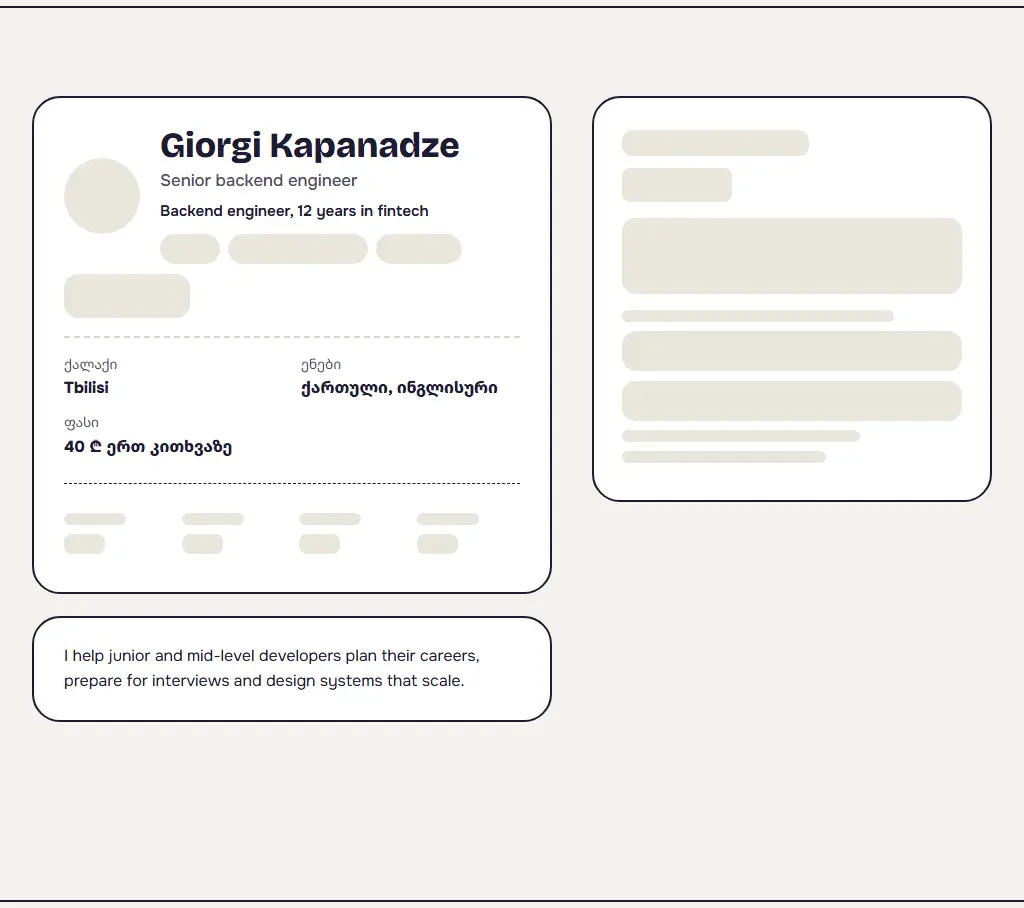 Giorgi Kapanadze
Senior backend engineer
Backend engineer, 12 years in fintech
ქალაქი
Tbilisi
ენები
ქართული, ინგლისური
ფასი
40 ₾ ერთ კითხვაზე
I help junior and mid-level developers plan their careers,
prepare for interviews and design systems that scale.